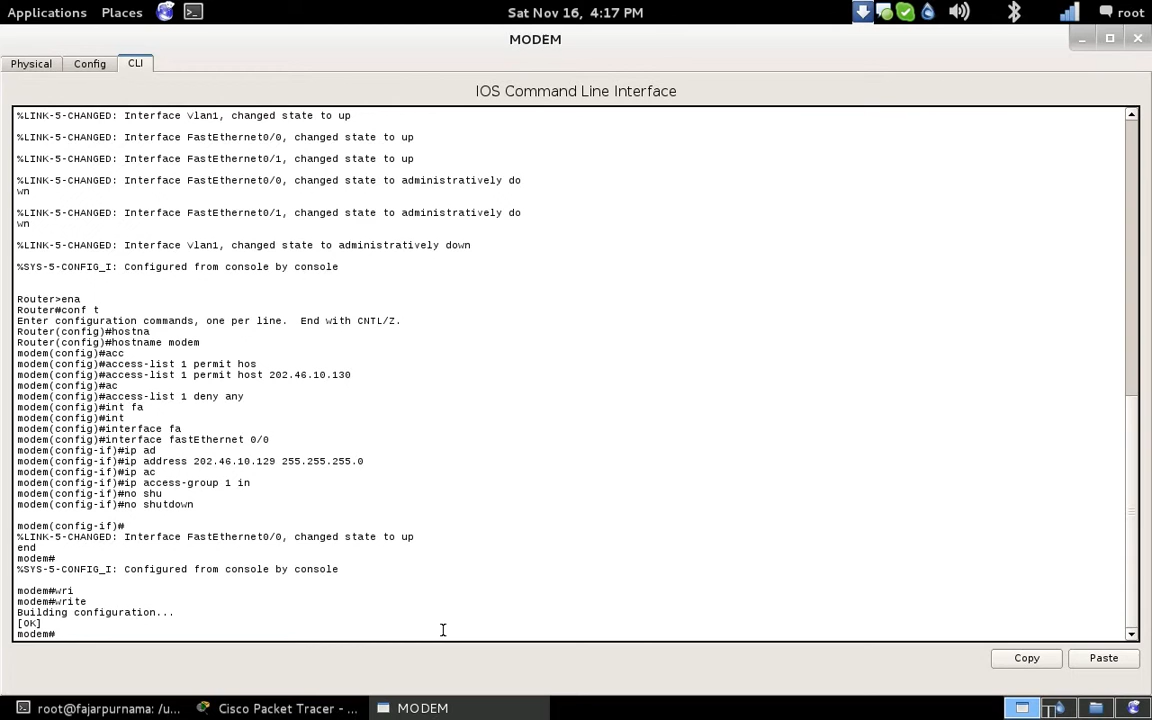 Applications Places Sat Nov 16, 4:17 PM root
MODEM
Physical Config CLI
IOS Command Line Interface
%LINK-5-CHANGED: Interface Vlan1, changed state to up
%LINK-5-CHANGED: Interface FastEthernet0/0, changed state to up
%LINK-5-CHANGED: Interface FastEthernet0/1, changed state to up
%LINK-5-CHANGED: Interface FastEthernet0/0, changed state to administratively do
wn
%LINK-5-CHANGED: Interface FastEthernet0/1, changed state to administratively do
wn
%LINK-5-CHANGED: Interface Vlan1, changed state to administratively down
%SYS-5-CONFIG_I: Configured from console by console
Router>ena
Router#conf t
Enter configuration commands, one per line.  End with CNTL/Z.
Router(config)#hostna
Router(config)#hostname modem
modem(config)#acc
modem(config)#access-list 1 permit hos
modem(config)#access-list 1 permit host 202.46.10.130
modem(config)#ac
modem(config)#access-list 1 deny any
modem(config)#int fa
modem(config)#int
modem(config)#interface fa
modem(config)#interface fastEthernet 0/0
modem(config-if)#ip ad
modem(config-if)#ip address 202.46.10.129 255.255.255.0
modem(config-if)#ip ac
modem(config-if)#ip access-group 1 in
modem(config-if)#no shu
modem(config-if)#no shutdown
modem(config-if)#
%LINK-5-CHANGED: Interface FastEthernet0/0, changed state to up
end
modem#
%SYS-5-CONFIG_I: Configured from console by console
modem#wri
modem#write
Building configuration...
[OK]
modem#
Copy Paste
root@fajarpurnama: /u... Cisco Packet Tracer - ... MODEM